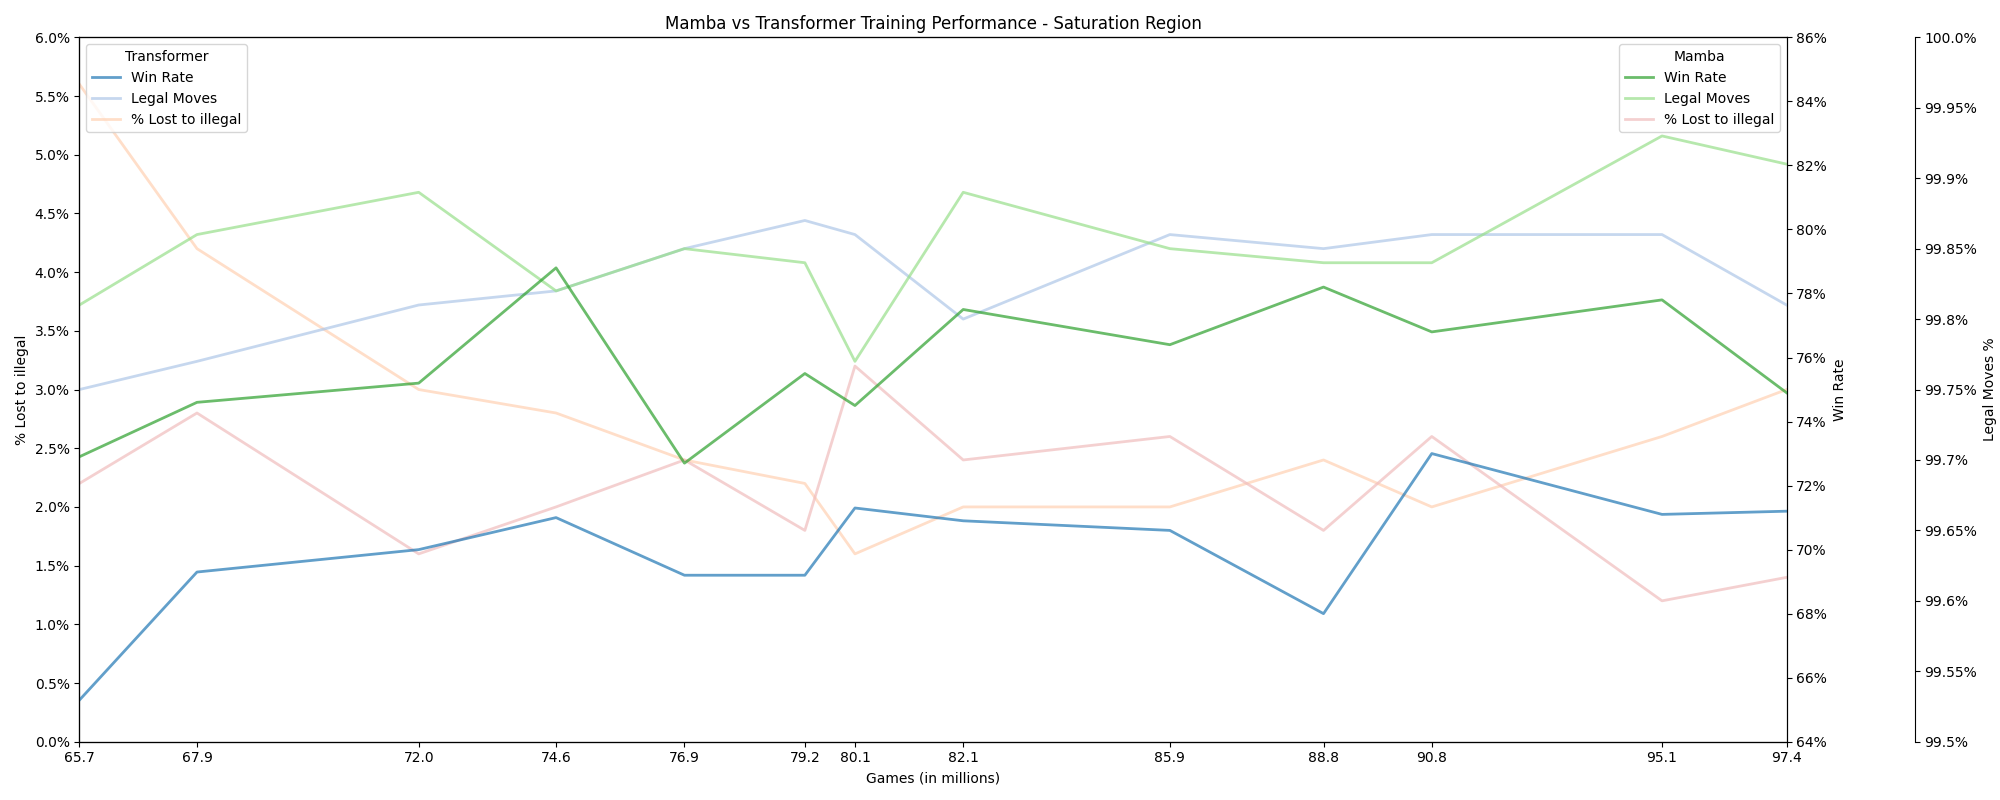 Mamba vs Transformer Training Performance - Saturation Region
6.0%
5.5%
5.0%
4.5%
4.0%
3.5%
3.0%
2.5%
2.0%
1.5%
1.0%
0.5%
0.0%
% Lost to illegal
Transformer
Win Rate
Legal Moves
% Lost to illegal
Mamba
Win Rate
Legal Moves
% Lost to illegal
86%
84%
82%
80%
78%
76%
74%
72%
70%
68%
66%
64%
Win Rate
100.0%
99.95%
99.9%
99.85%
99.8%
99.75%
99.7%
99.65%
99.6%
99.55%
99.5%
Legal Moves %
65.7 67.9 72.0 74.6 76.9 79.2 80.1 82.1 85.9 88.8 90.8 95.1 97.4
Games (in millions)